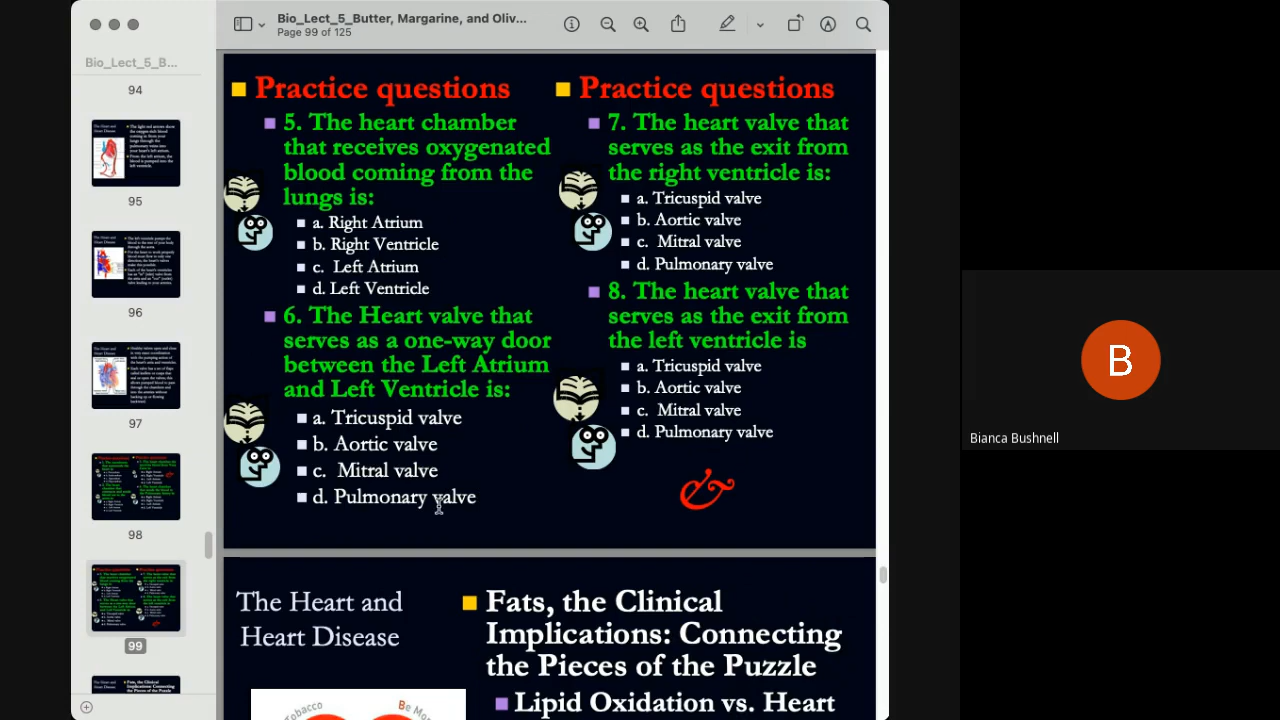 Bio_Lect_5_Butter, Margarine, and Oliv...
Page 99 of 125
Bio_Lect_5_B...
94
95
96
97
98
99
Practice questions
5. The heart chamber
that receives oxygenated
blood coming from the
lungs is:
a. Right Atrium
b. Right Ventricle
c. Left Atrium
d. Left Ventricle
6. The Heart valve that
serves as a one-way door
between the Left Atrium
and Left Ventricle is:
a. Tricuspid valve
b. Aortic valve
c. Mitral valve
d. Pulmonary valve
Practice questions
7. The heart valve that
serves as the exit from
the right ventricle is:
a. Tricuspid valve
b. Aortic valve
c. Mitral valve
d. Pulmonary valve
8. The heart valve that
serves as the exit from
the left ventricle is
a. Tricuspid valve
b. Aortic valve
c. Mitral valve
d. Pulmonary valve
&
The Heart and
Heart Disease
Fats, the Clinical
Implications: Connecting
the Pieces of the Puzzle
Lipid Oxidation vs. Heart
Tobacco
Be Mo
B
Bianca Bushnell